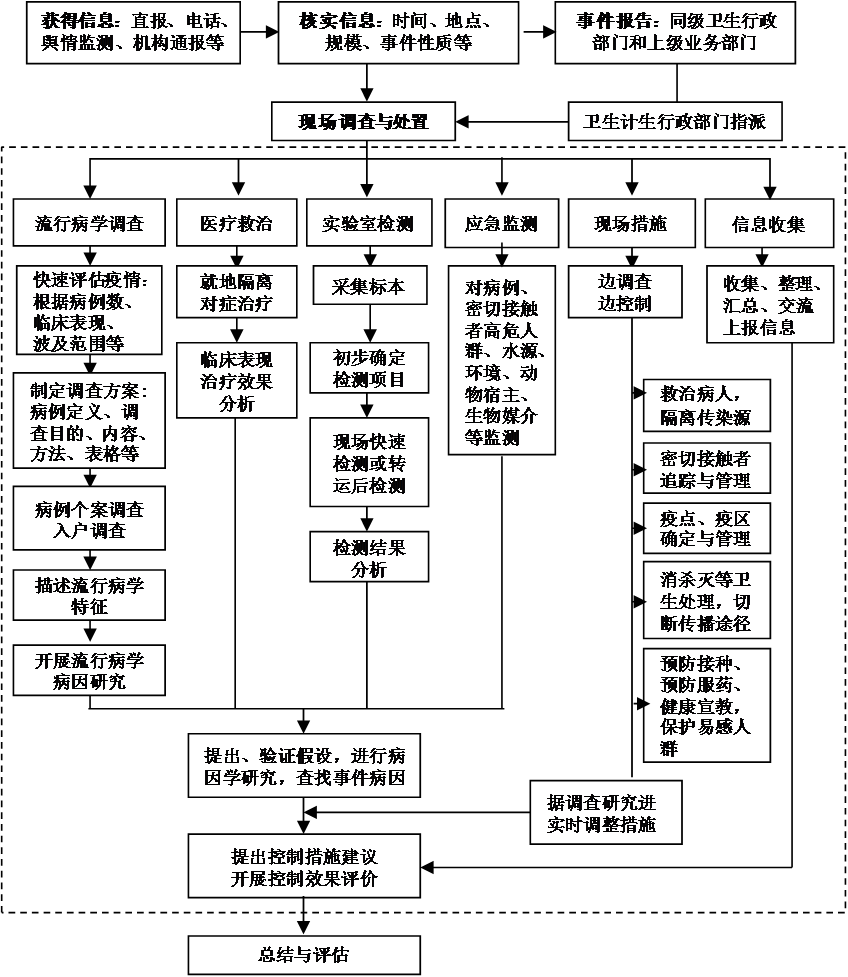 获得信息：直报、电话、
舆情监测、机构通报等
核实信息：时间、地点、
规模、事件性质等
事件报告：同级卫生行政
部门和上级业务部门
现场调查与处置
卫生计生行政部门指派
流行病学调查
医疗救治
实验室检测
应急监测
现场措施
信息收集
快速评估疫情：
根据病例数、
临床表现、
波及范围等
制定调查方案：
病例定义、调
查目的、内容、
方法、表格等
病例个案调查
入户调查
描述流行病学
特征
开展流行病学
病因研究
就地隔离
对症治疗
临床表现
治疗效果
分析
采集标本
初步确定
检测项目
现场快速
检测或转
运后检测
检测结果
分析
对病例、
密切接触
者高危人
群、水源、
环境、动
物宿主、
生物媒介
等监测
边调查
边控制
救治病人，
隔离传染源
密切接触者
追踪与管理
疫点、疫区
确定与管理
消杀灭等卫
生处理，切
断传播途径
预防接种、
预防服药、
健康宣教，
保护易感人
群
收集、整理、
汇总、交流
上报信息
提出、验证假设，进行病
因学研究，查找事件病因
据调查研究进
实时调整措施
提出控制措施建议
开展控制效果评价
总结与评估